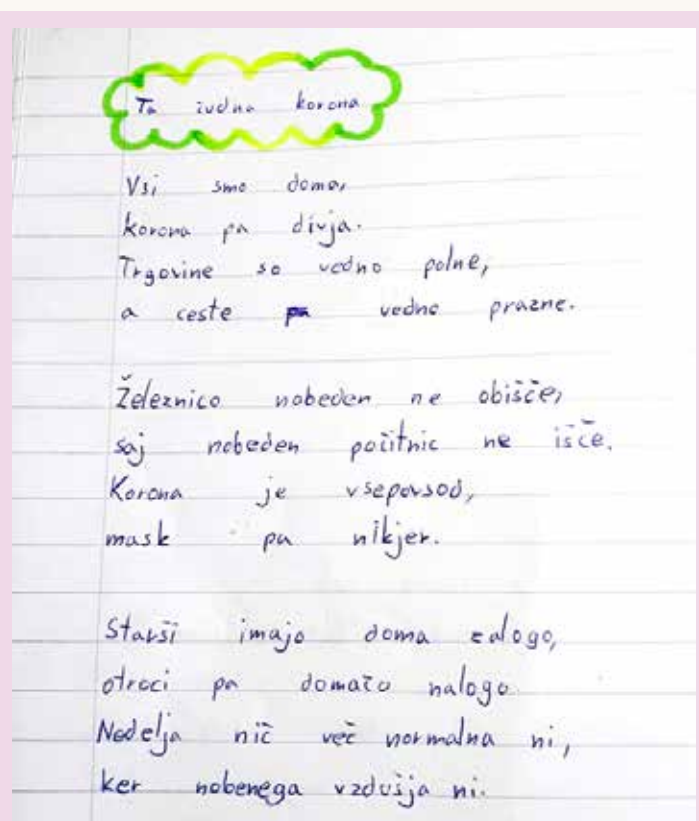 Ta čudna korona
Vsi smo doma,
korona pa divja.
Trgovine so vedno polne,
a ceste pa vedno prazne.
Železnico nobeden ne obišče,
saj nobeden počitnic ne išče.
Korona je vsepovsod,
mask pa nikjer.
Starši imajo doma zalogo,
otroci pa domačo nalogo.
Nedelja nič več normalna ni,
ker nobenega vzdušja ni.